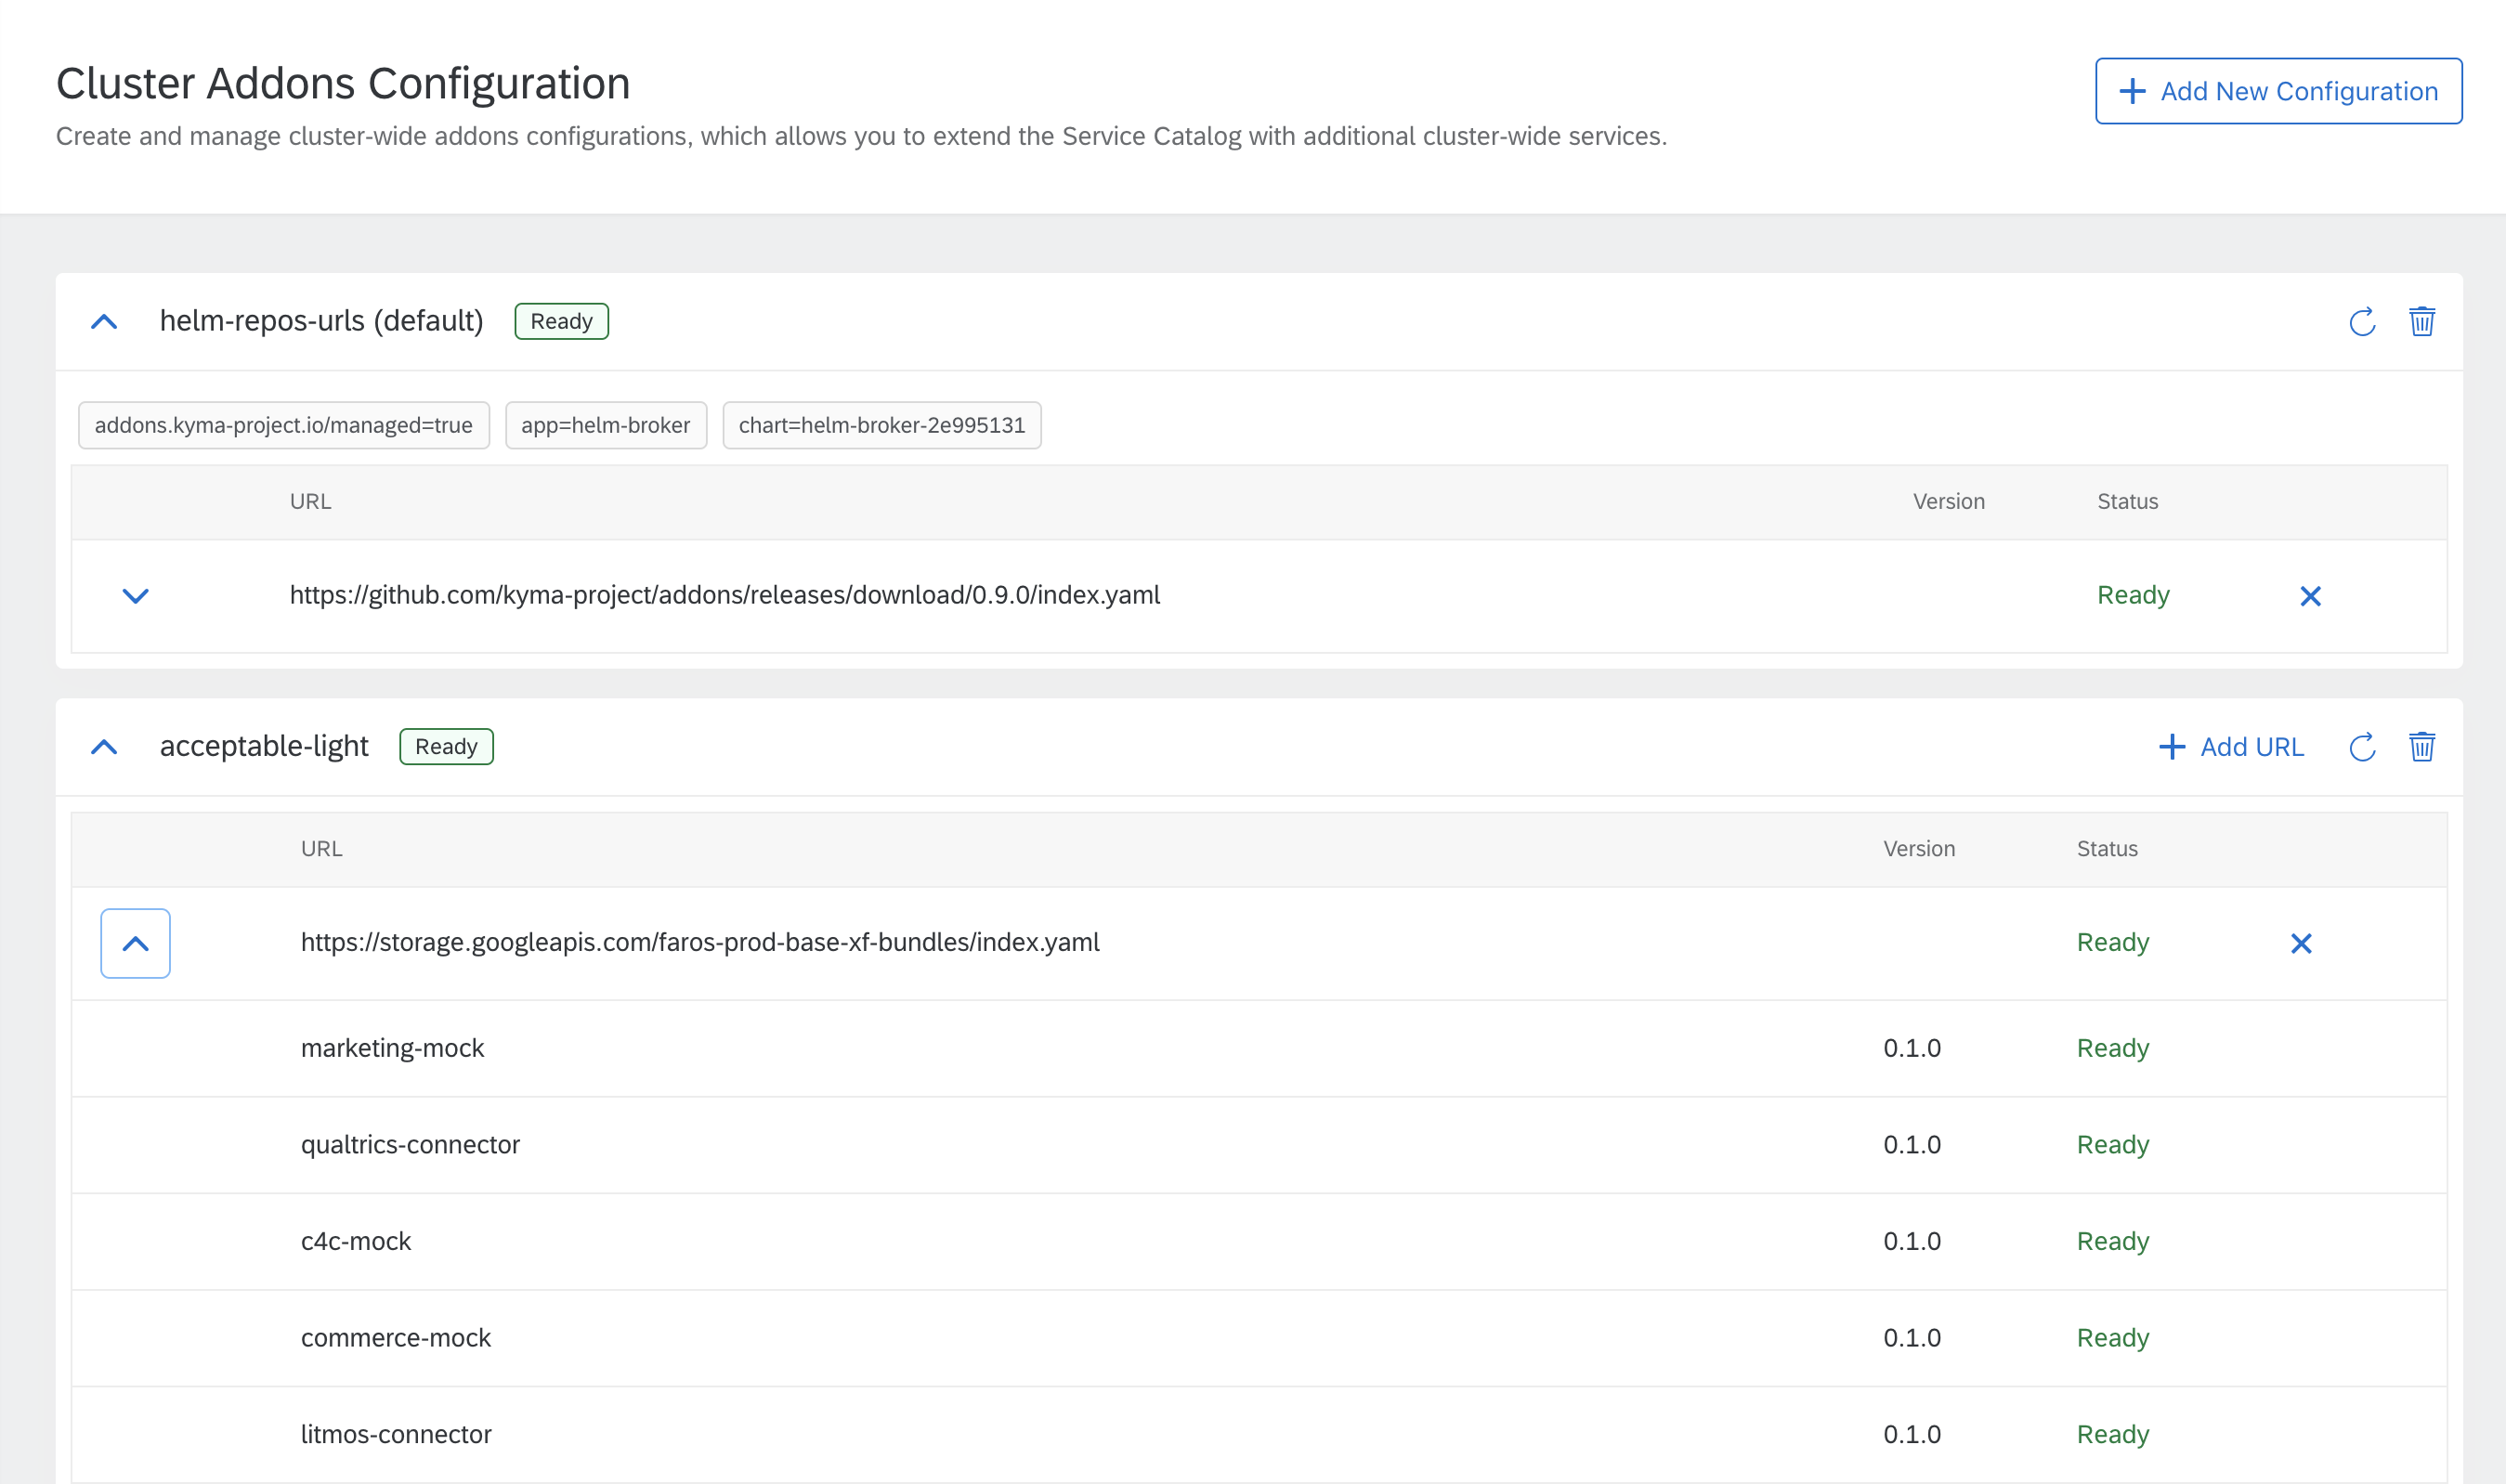 Cluster Addons Configuration
Add New Configuration
Create and manage cluster-wide addons configurations, which allows you to extend the Service Catalog with additional cluster-wide services.
helm-repos-urls (default) Ready
addons.kyma-project.io/managed=true app=helm-broker chart=helm-broker-2e995131
URL Version Status
https://github.com/kyma-project/addons/releases/download/0.9.0/index.yaml Ready
acceptable-light Ready Add URL
URL Version Status
https://storage.googleapis.com/faros-prod-base-xf-bundles/index.yaml Ready
marketing-mock 0.1.0 Ready
qualtrics-connector 0.1.0 Ready
c4c-mock 0.1.0 Ready
commerce-mock 0.1.0 Ready
litmos-connector 0.1.0 Ready